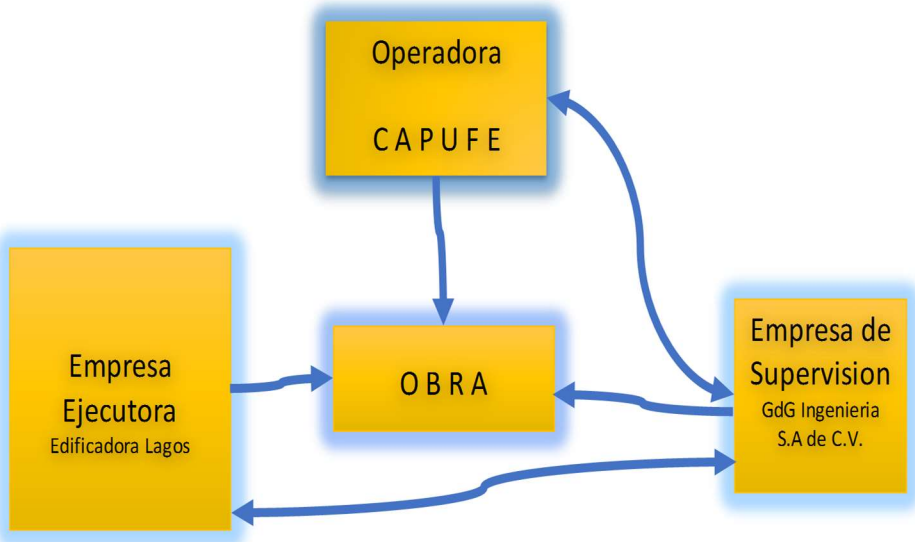 Operadora
C A P U F E
Empresa
Ejecutora
Edificadora Lagos
O B R A
Empresa de
Supervision
GdG Ingenieria
S.A de C.V.